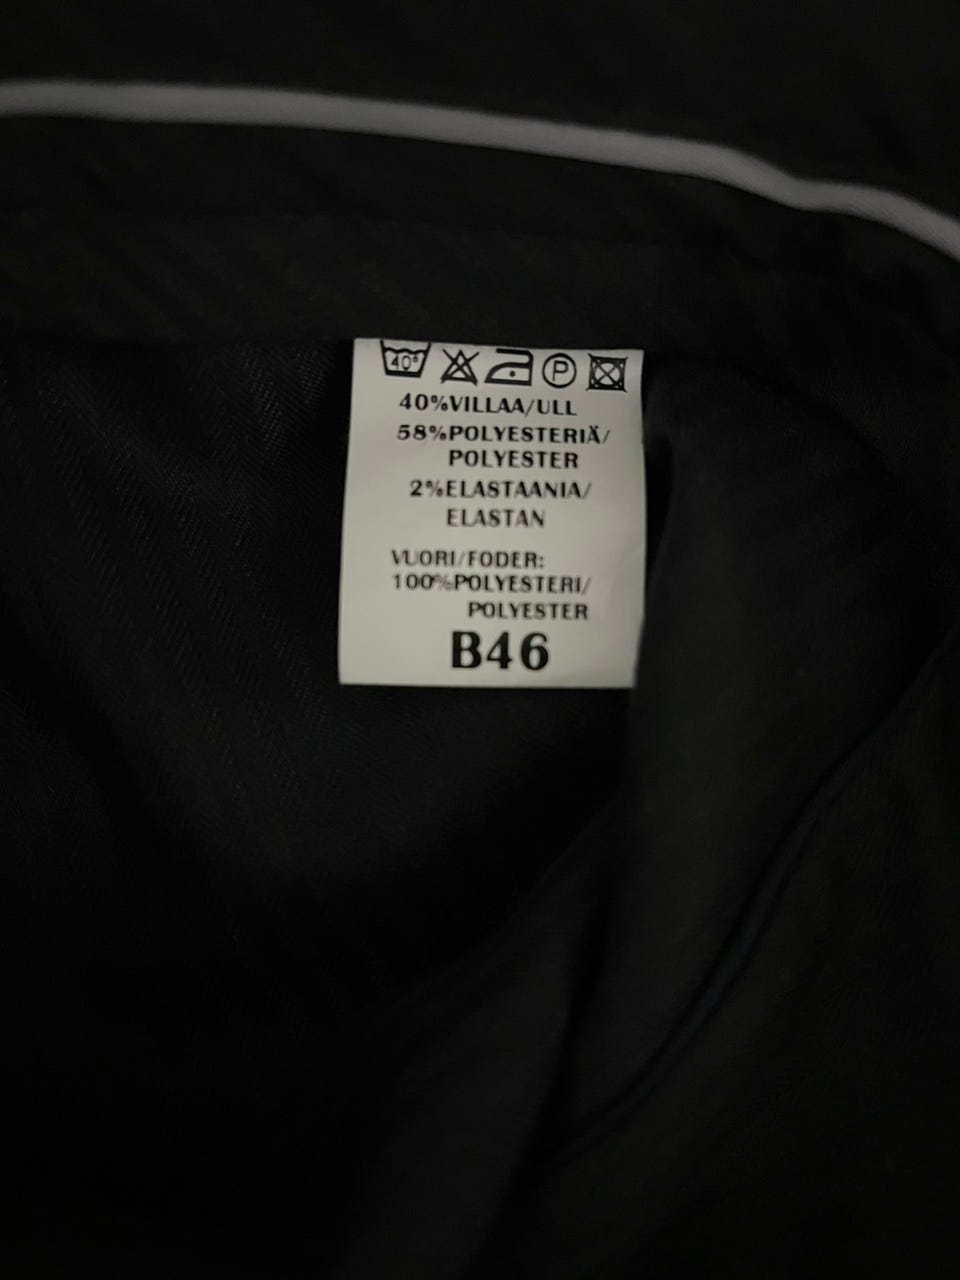 40°
P
40%VILLAA/ULL
58%POLYESTERIÄ/
POLYESTER
2%ELASTAANIA/
ELASTAN
VUORI/FODER:
100%POLYESTERI/
POLYESTER
B46